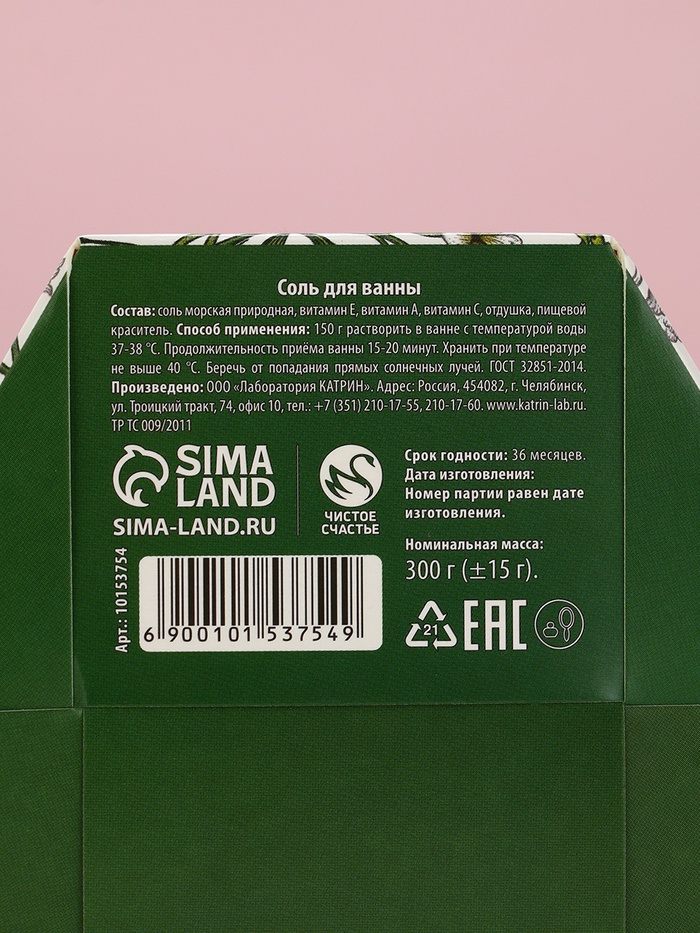 Соль для ванны
Состав: соль морская природная, витамин Е, витамин А, витамин С, отдушка, пищевой
краситель. Способ применения: 150 г растворить в ванне с температурой воды
37-38 °С. Продолжительность приёма ванны 15-20 минут. Хранить при температуре
не выше 40 °С. Беречь от попадания прямых солнечных лучей. ГОСТ 32851-2014.
Произведено: ООО «Лаборатория КАТРИН». Адрес: Россия, 454082, г. Челябинск,
ул. Троицкий тракт, 74, офис 10, тел.: +7 (351) 210-17-55, 210-17-60. www.katrin-lab.ru.
ТР ТС 009/2011
SIMA
LAND
SIMA-LAND.RU
ЧИСТОЕ
СЧАСТЬЕ
Срок годности: 36 месяцев.
Дата изготовления:
Номер партии равен дате
изготовления.
Номинальная масса:
300 г (±15 г).
Арт.: 10153754
6 900101 537549
21
EAC